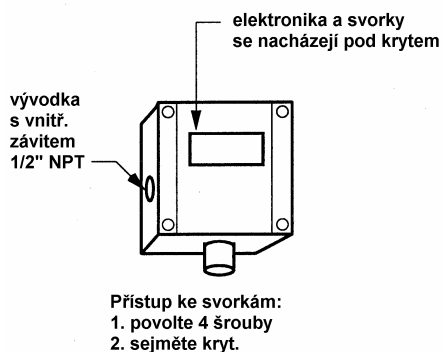 elektronika a svorky
se nacházejí pod krytem
vývodka
s vnitř.
závitem
1/2" NPT
Přístup ke svorkám:
1. povolte 4 šrouby
2. sejměte kryt.